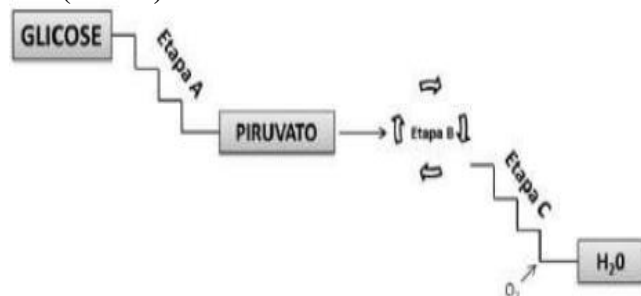 GLICOSE
Etapa A
PIRUVATO
Etapa B
Etapa C
H₂0
O₂